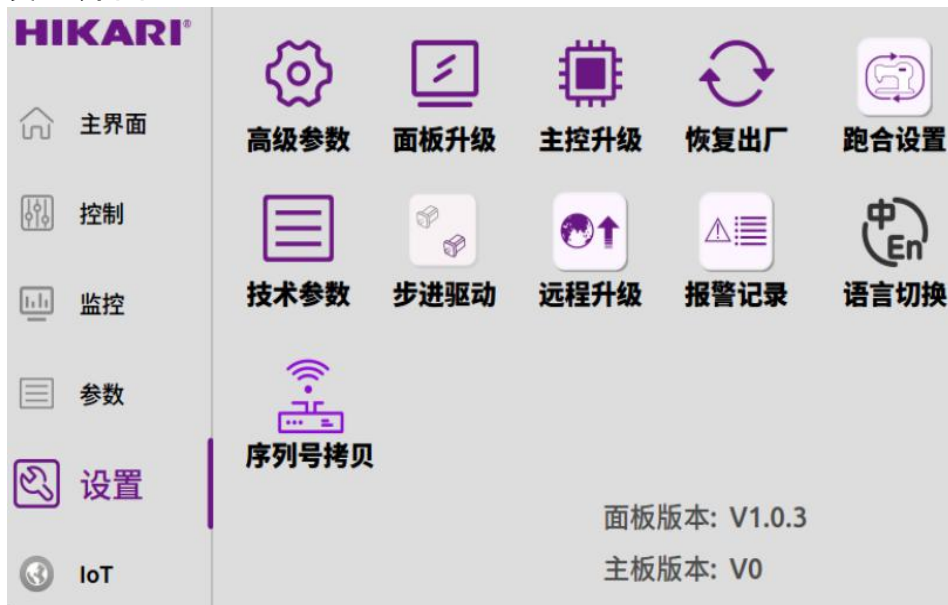 HIKARI®
主界面
控制
监控
参数
设置
IoT
高级参数 面板升级 主控升级 恢复出厂 跑合设置
中
En
技术参数 步进驱动 远程升级 报警记录 语言切换
序列号拷贝
面板版本: V1.0.3
主板版本: V0